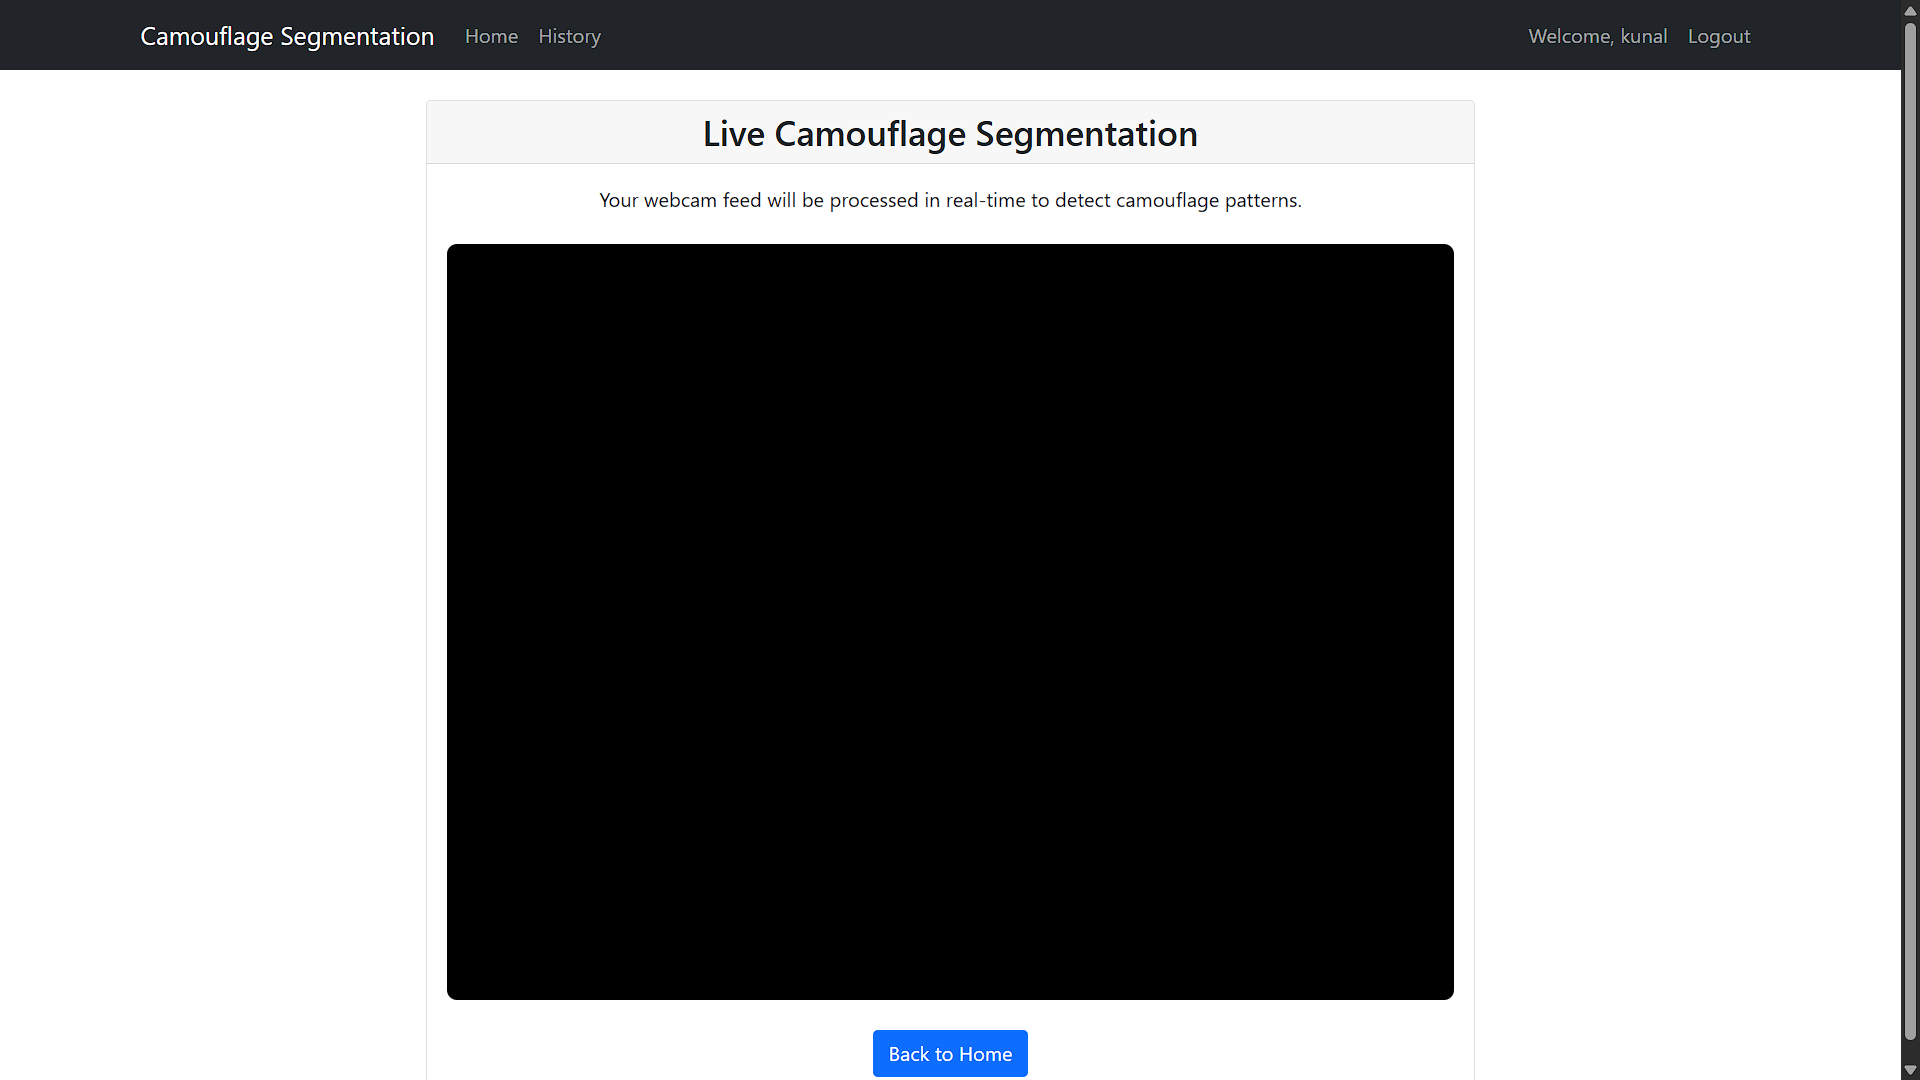 Camouflage Segmentation Home History Welcome, kunal Logout
Live Camouflage Segmentation
Your webcam feed will be processed in real-time to detect camouflage patterns.
Back to Home